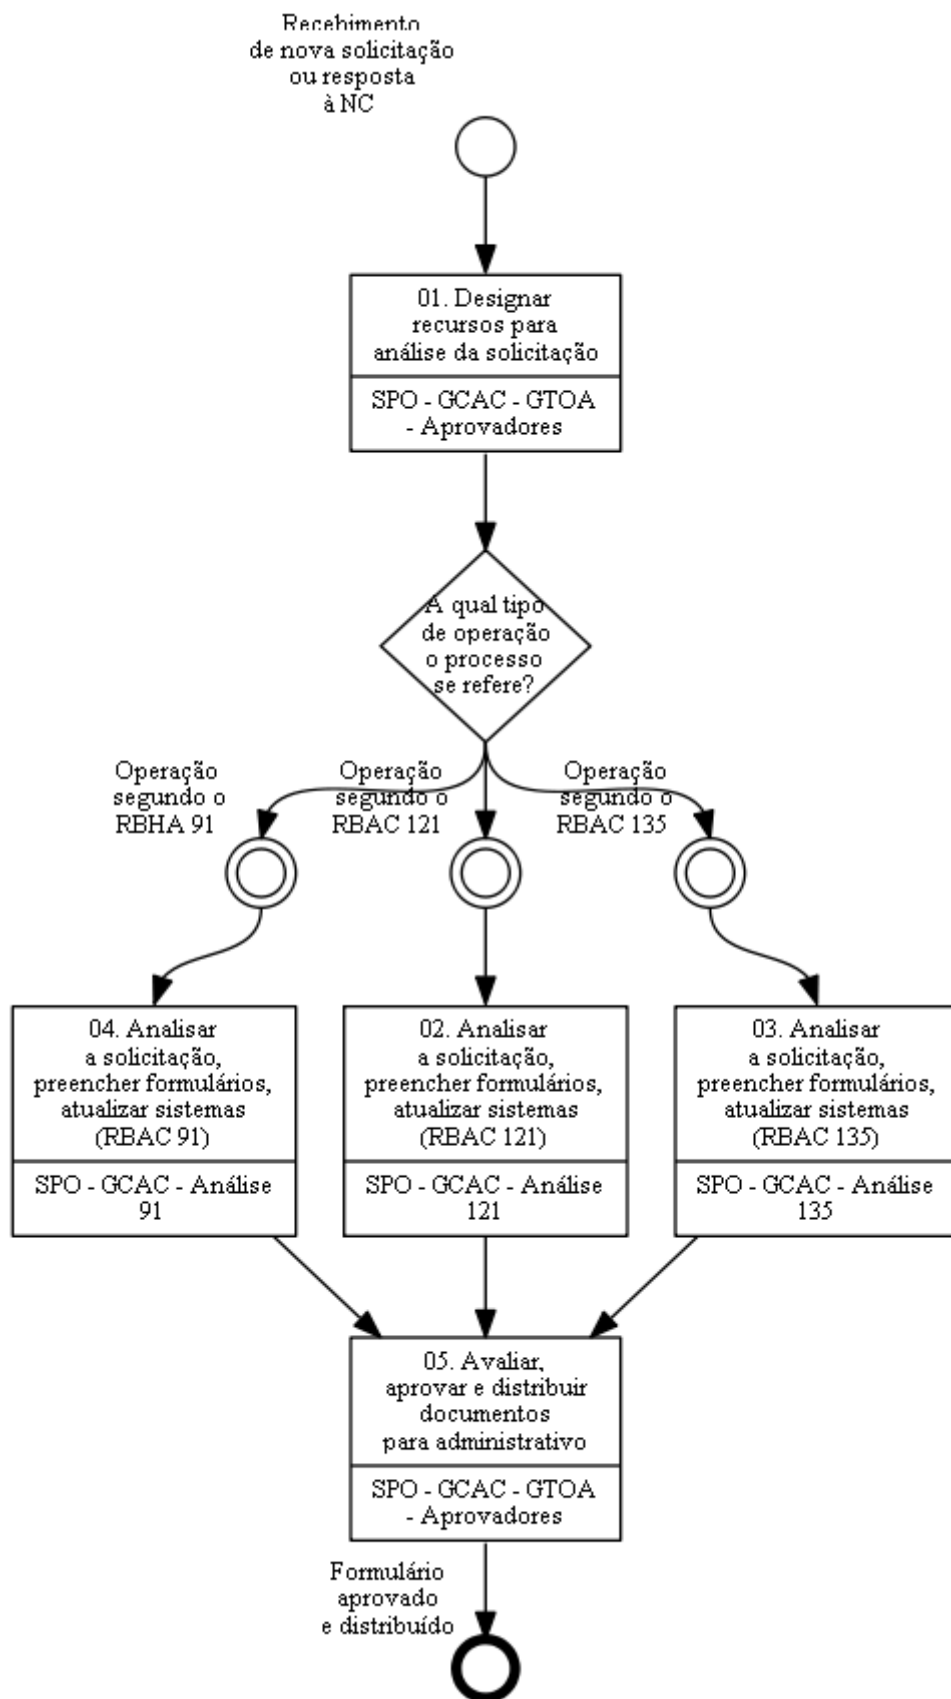 Recebimento
de nova solicitação
ou resposta
à NC
01. Designar
recursos para
análise da solicitação
SPO - GCAC - GTOA
- Aprovadores
A qual tipo
de operação
o processo
se refere?
Operação
segundo o
RBHA 91
Operação
segundo o
RBAC 121
Operação
segundo o
RBAC 135
04. Analisar
a solicitação,
preencher formulários,
atualizar sistemas
(RBAC 91)
SPO - GCAC - Análise
91
02. Analisar
a solicitação,
preencher formulários,
atualizar sistemas
(RBAC 121)
SPO - GCAC - Análise
121
03. Analisar
a solicitação,
preencher formulários,
atualizar sistemas
(RBAC 135)
SPO - GCAC - Análise
135
05. Avaliar,
aprovar e distribuir
documentos
para administrativo
SPO - GCAC - GTOA
- Aprovadores
Formulário
aprovado
e distribuído